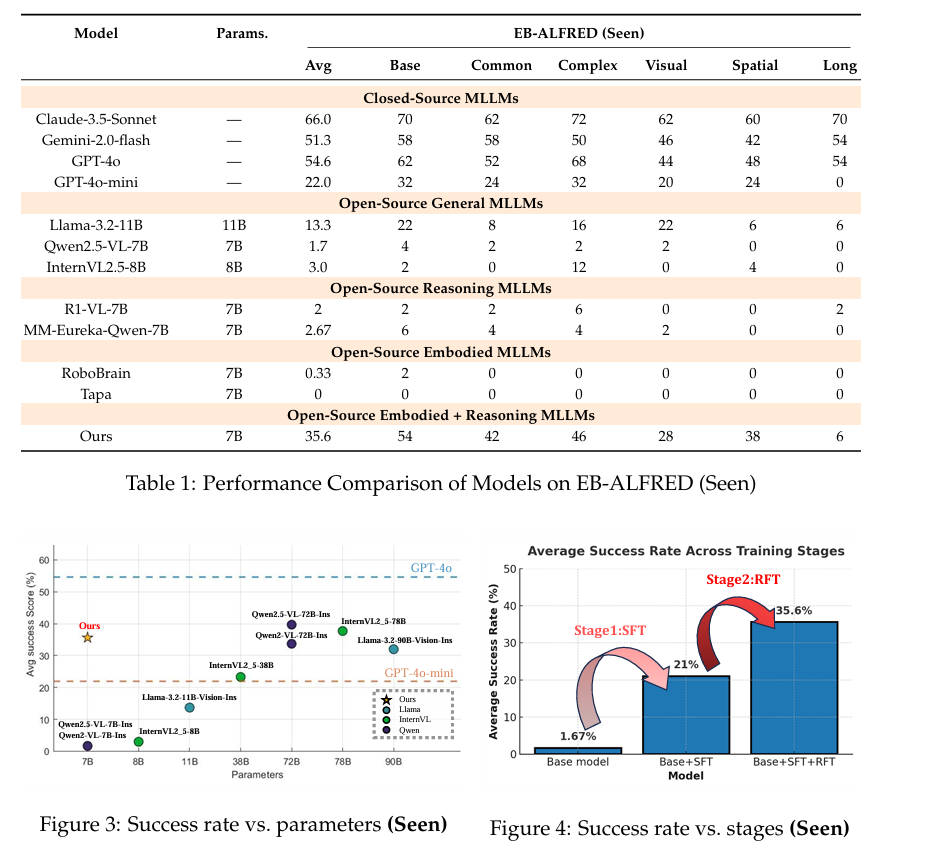 Model Params. EB-ALFRED (Seen)
Avg Base Common Complex Visual Spatial Long
Closed-Source MLLMs
Claude-3.5-Sonnet — 66.0 70 62 72 62 60 70
Gemini-2.0-flash — 51.3 58 58 50 46 42 54
GPT-4o — 54.6 62 52 68 44 48 54
GPT-4o-mini — 22.0 32 24 32 20 24 0
Open-Source General MLLMs
Llama-3.2-11B 11B 13.3 22 8 16 22 6 6
Qwen2.5-VL-7B 7B 1.7 4 2 2 2 0 0
InternVL2.5-8B 8B 3.0 2 0 12 0 4 0
Open-Source Reasoning MLLMs
R1-VL-7B 7B 2 2 2 6 0 0 2
MM-Eureka-Qwen-7B 7B 2.67 6 4 4 2 0 0
Open-Source Embodied MLLMs
RoboBrain 7B 0.33 2 0 0 0 0 0
Tapa 7B 0 0 0 0 0 0 0
Open-Source Embodied + Reasoning MLLMs
Ours 7B 35.6 54 42 46 28 38 6
Table 1: Performance Comparison of Models on EB-ALFRED (Seen)
Avg success Score (%)
60
50
40
30
20
10
0
GPT-4o
Ours
Qwen2.5-VL-72B-Ins
InternVL2_5-78B
Qwen2-VL-72B-Ins
Llama-3.2-90B-Vision-Ins
InternVL2_5-38B
GPT-4o-mini
Llama-3.2-11B-Vision-Ins
Qwen2.5-VL-7B-Ins
Qwen2-VL-7B-Ins
InternVL2_5-8B
Ours
Llama
InternVL
Qwen
7B 8B 11B 38B 72B 78B 90B
Parameters
Figure 3: Success rate vs. parameters (Seen)
Average Success Rate Across Training Stages
Average Success Rate (%)
50
40
30
20
10
0
Stage2:RFT
35.6%
Stage1:SFT
21%
1.67%
Base model Base+SFT Base+SFT+RFT
Model
Figure 4: Success rate vs. stages (Seen)